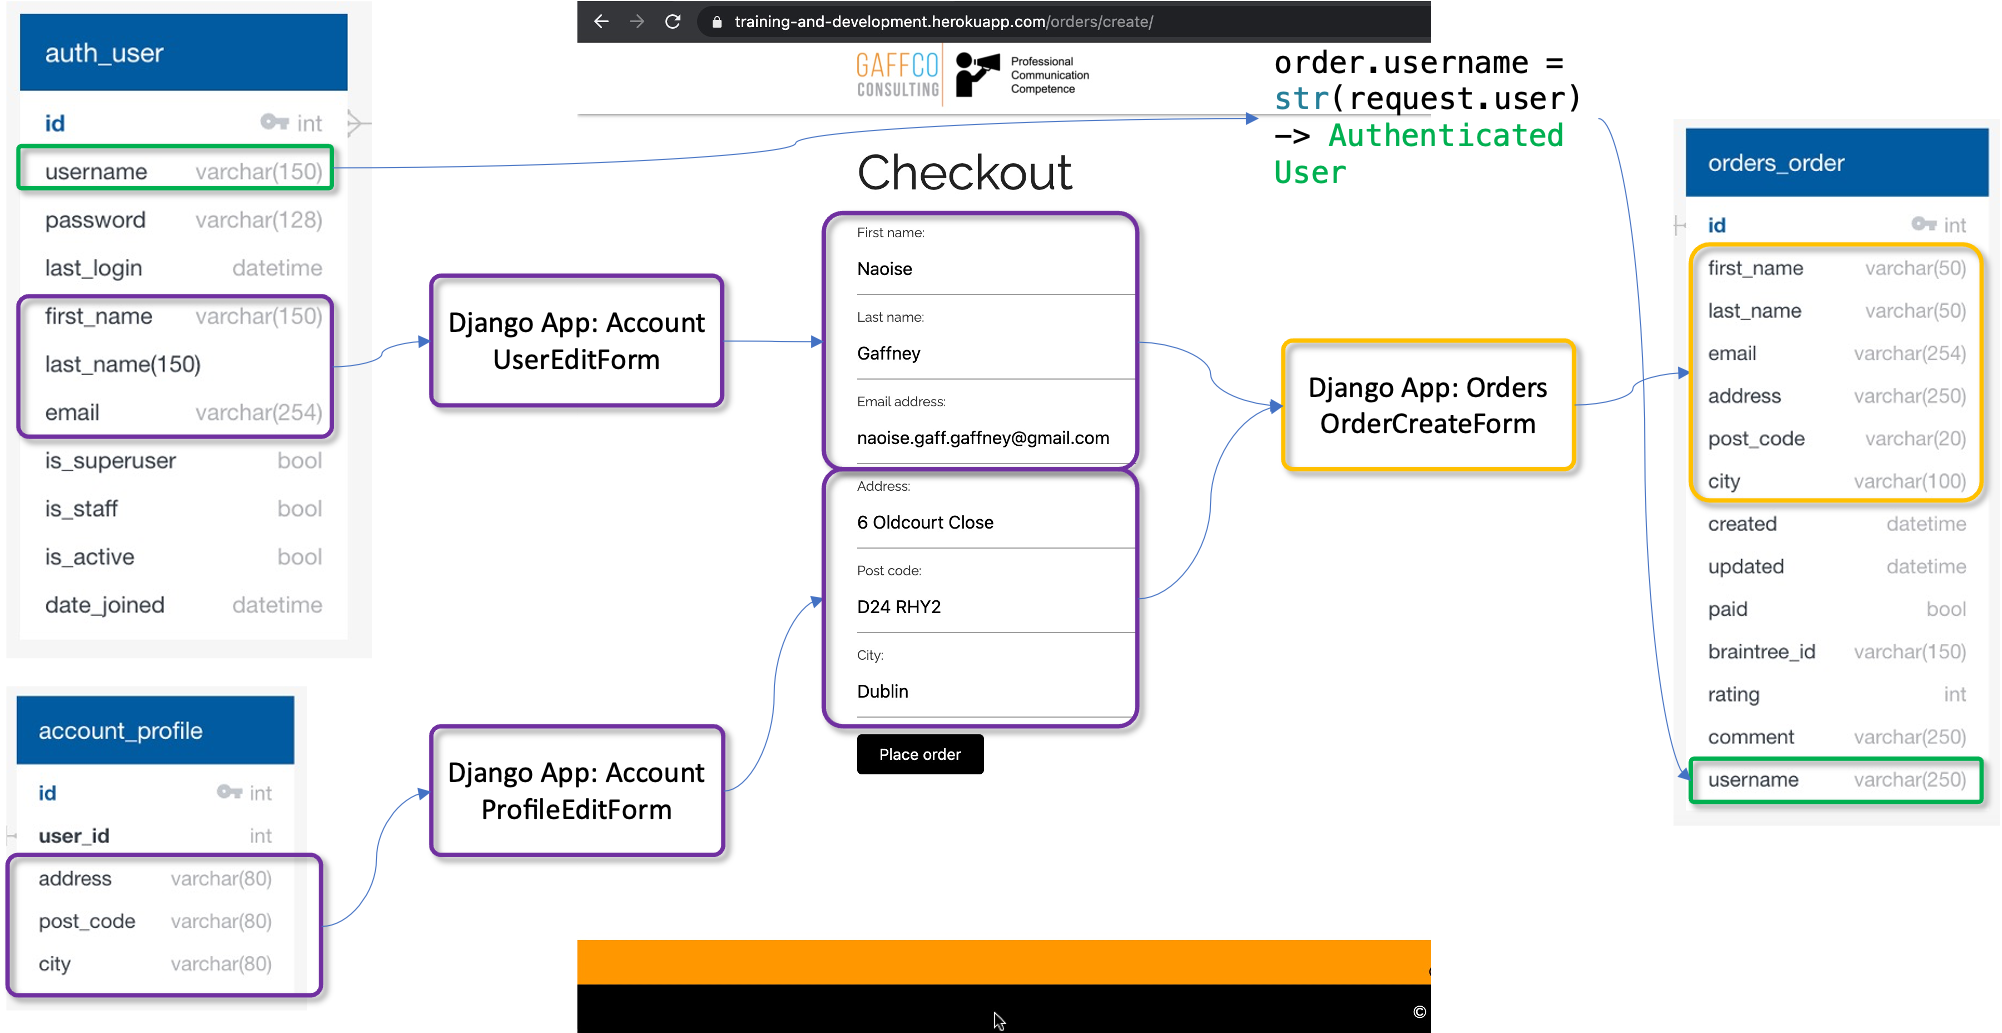 auth_user
id int
username varchar(150)
password varchar(128)
last_login datetime
first_name varchar(150)
last_name(150)
email varchar(254)
is_superuser bool
is_staff bool
is_active bool
date_joined datetime
account_profile
id int
user_id int
address varchar(80)
post_code varchar(80)
city varchar(80)
Django App: Account
UserEditForm
Django App: Account
ProfileEditForm
training-and-development.herokuapp.com/orders/create/
GAFFCO
CONSULTING
Professional
Communication
Competence
Checkout
First name:
Naoise
Last name:
Gaffney
Email address:
naoise.gaff.gaffney@gmail.com
Address:
6 Oldcourt Close
Post code:
D24 RHY2
City:
Dublin
Place order
©
order.username =
str(request.user)
–> Authenticated
User
Django App: Orders
OrderCreateForm
orders_order
id int
first_name varchar(50)
last_name varchar(50)
email varchar(254)
address varchar(250)
post_code varchar(20)
city varchar(100)
created datetime
updated datetime
paid bool
braintree_id varchar(150)
rating int
comment varchar(250)
username varchar(250)